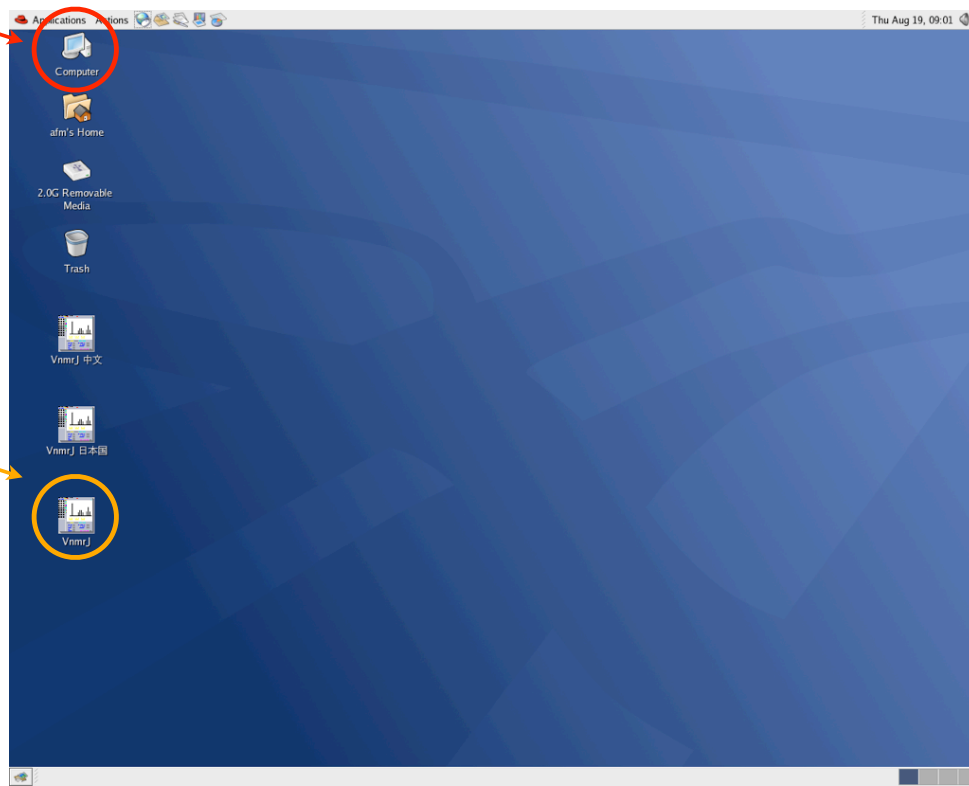 Applications Actions
Thu Aug 19, 09:01
Computer
afm's Home
2.0G Removable
Media
Trash
VnmrJ 中文
VnmrJ 日本国
VnmrJ